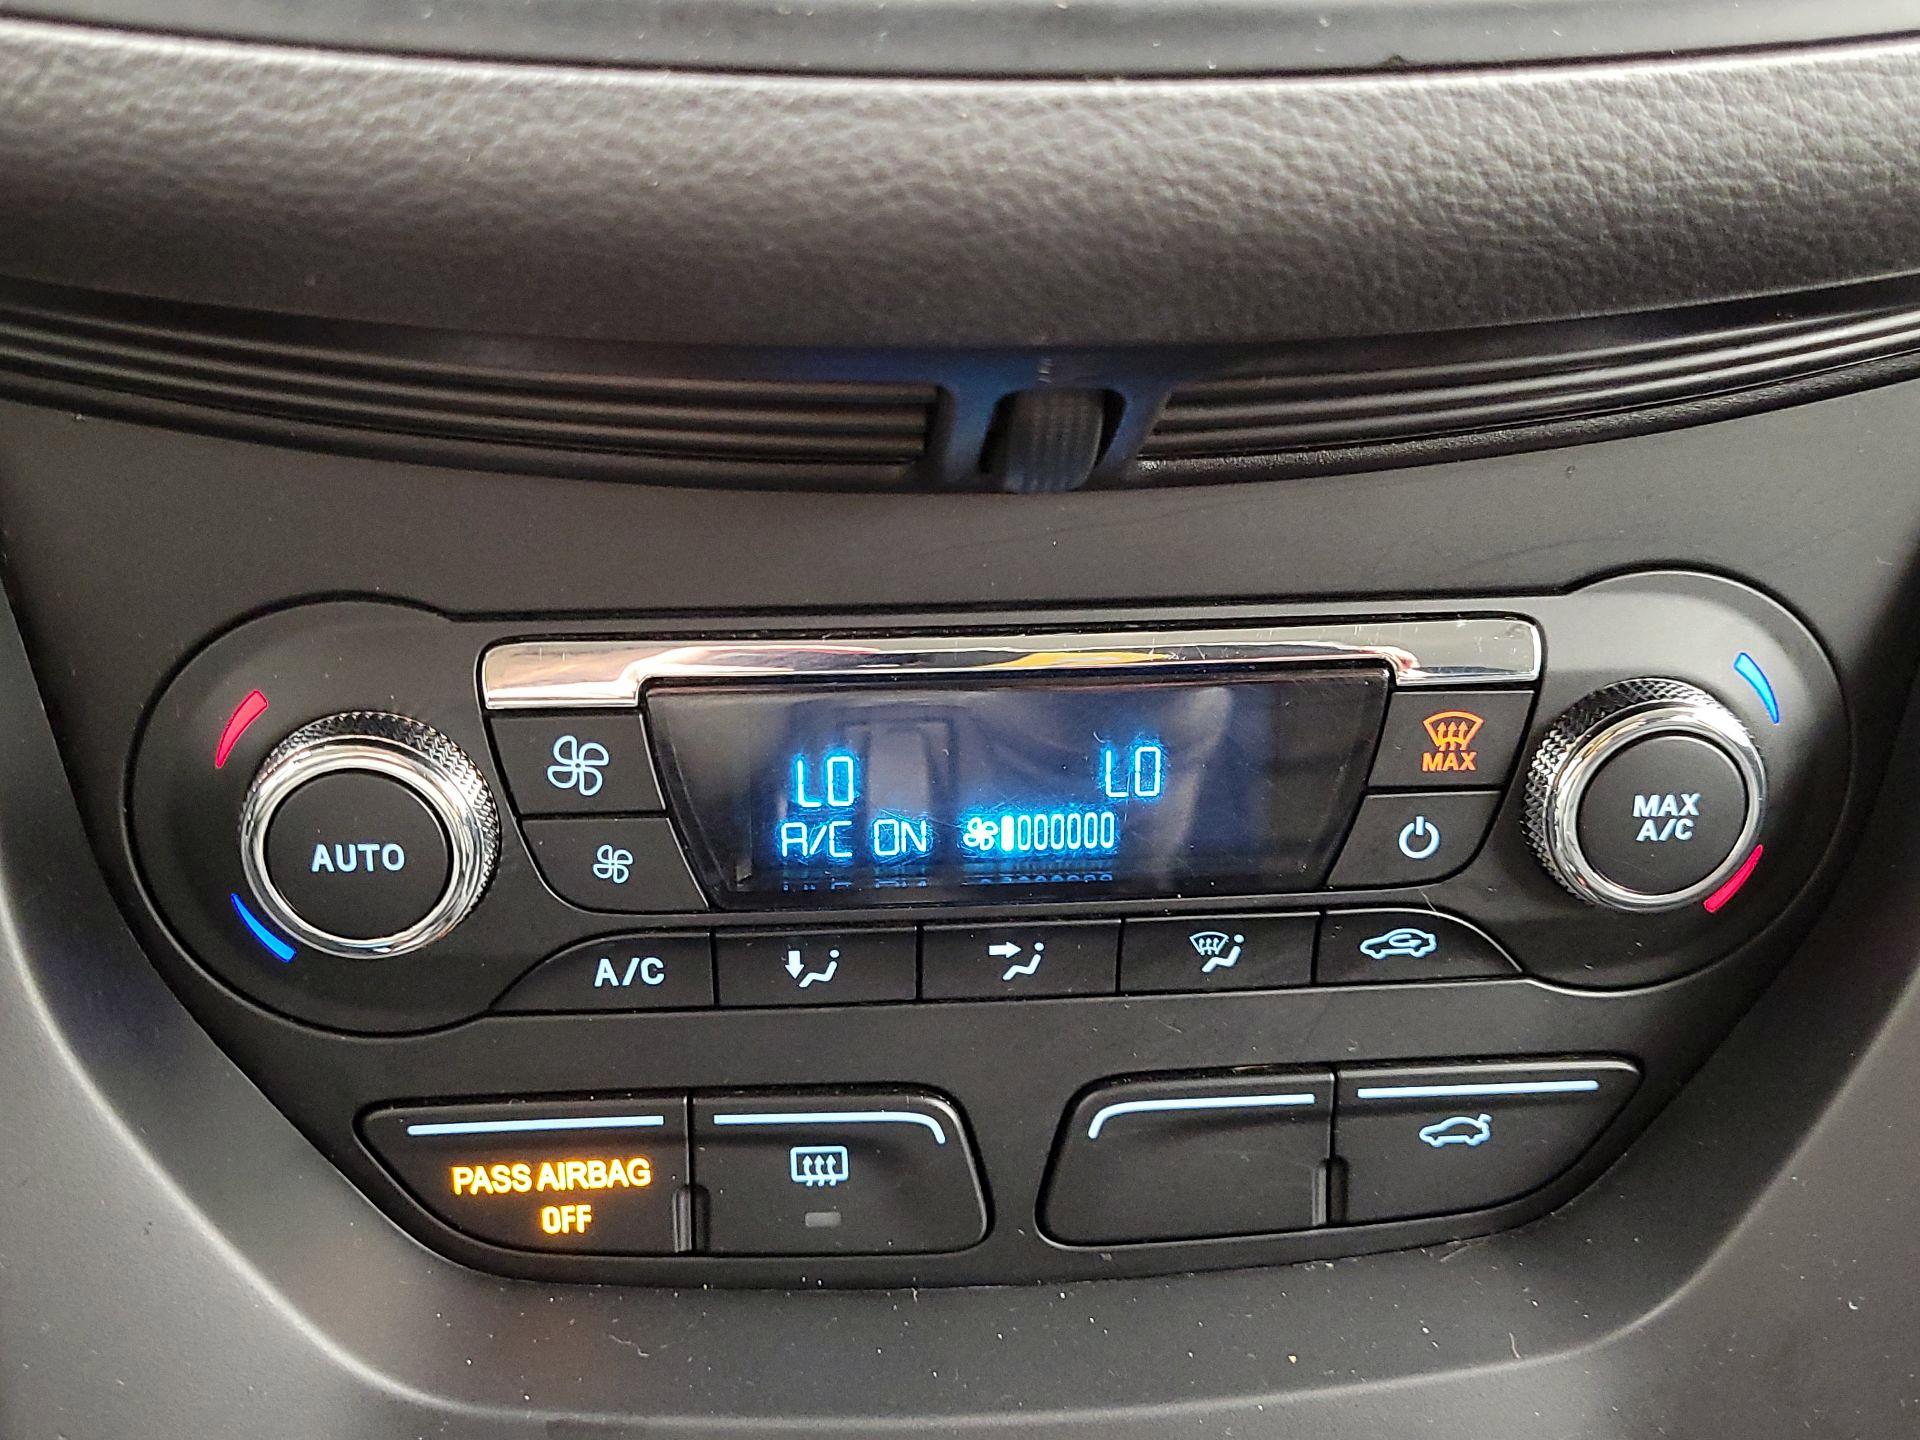 LO LO
A/C ON
MAX
AUTO
MAX
A/C
A/C
PASS AIRBAG
OFF